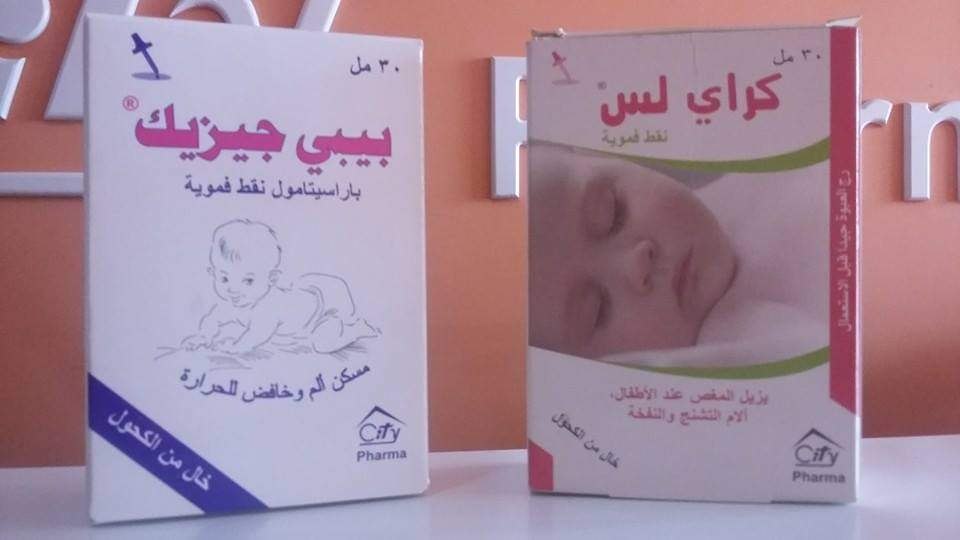 ٣٠ مل
بيبي جيزيك®
باراسيتامول نقط فموية
مسكن ألم وخافض للحرارة
خال من الكحول
City
Pharma
٣٠ مل
كراي لس®
نقط فموية
رج العبوة جيدا قبل الاستعمال
يزيل المغص عند الأطفال،
آلام التشنج والنفخة
خال من الكحول
City
Pharma